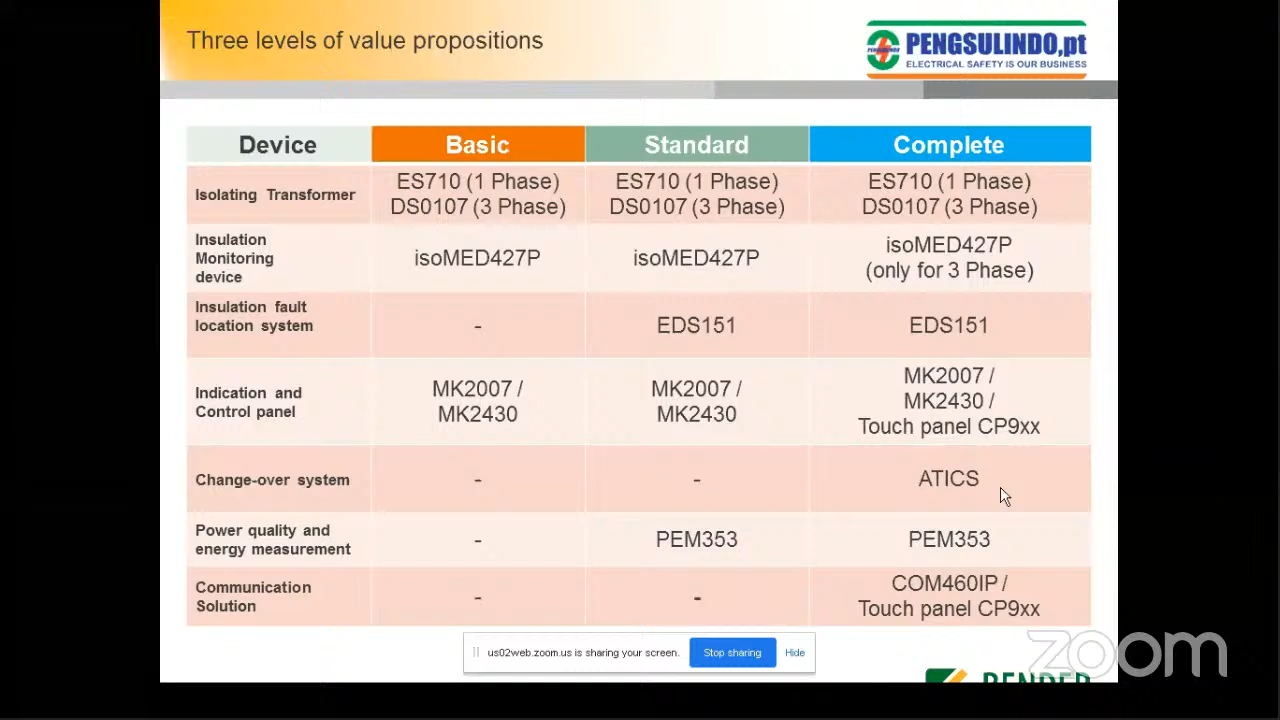 Three levels of value propositions
PENGSULINDO,pt
ELECTRICAL SAFETY IS OUR BUSINESS
Device
Basic
Standard
Complete
Isolating Transformer
ES710 (1 Phase)
DS0107 (3 Phase)
ES710 (1 Phase)
DS0107 (3 Phase)
ES710 (1 Phase)
DS0107 (3 Phase)
Insulation
Monitoring
device
isoMED427P
isoMED427P
isoMED427P
(only for 3 Phase)
Insulation fault
location system
-
EDS151
EDS151
Indication and
Control panel
MK2007 /
MK2430
MK2007 /
MK2430
MK2007 /
MK2430 /
Touch panel CP9xx
Change-over system
-
-
ATICS
Power quality and
energy measurement
-
PEM353
PEM353
Communication
Solution
-
-
COM460IP /
Touch panel CP9xx
us02web.zoom.us is sharing your screen.
Stop sharing
Hide
zoom
BENDER